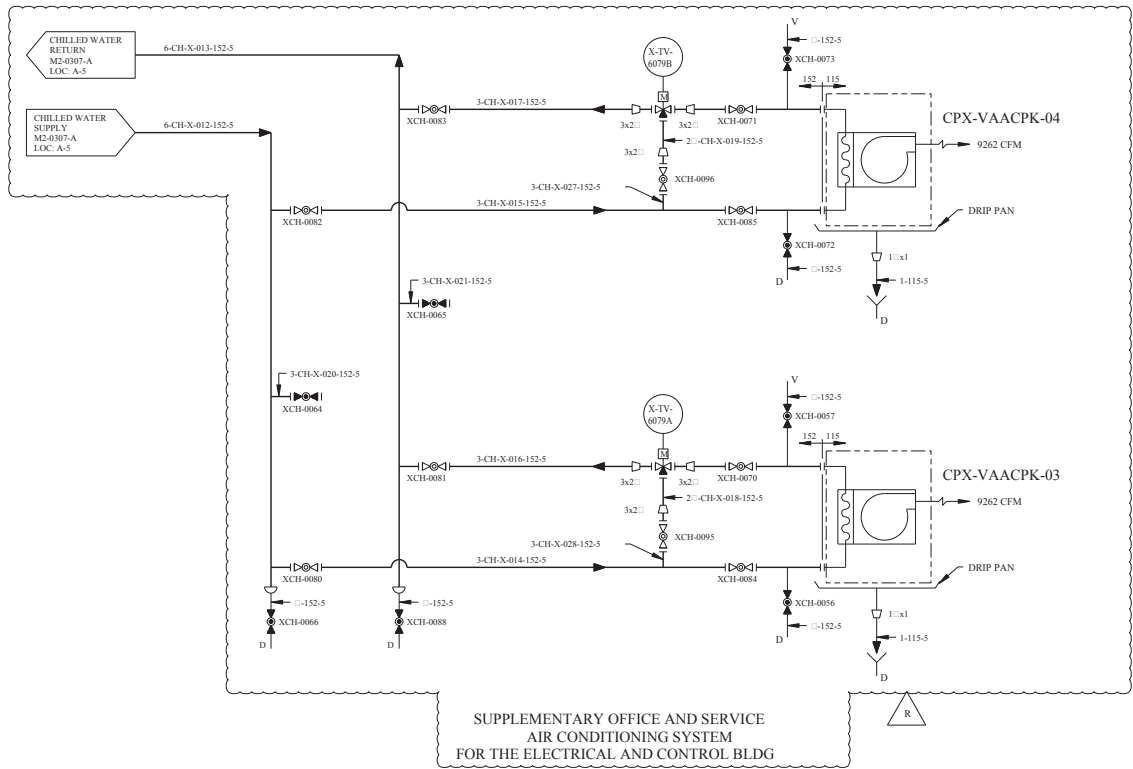 CHILLED WATER
RETURN
M2-0307-A
LOC: A-5
6-CH-X-013-152-5
CHILLED WATER
SUPPLY
M2-0307-A
LOC: A-5
6-CH-X-012-152-5
X-TV-
6079B
M
V
□-152-5
XCH-0073
152
115
CPX-VAACPK-04
9262 CFM
XCH-0083
3-CH-X-017-152-5
3x2□
3x2□
XCH-0071
2□-CH-X-019-152-5
3x2□
XCH-0096
3-CH-X-027-152-5
XCH-0082
3-CH-X-015-152-5
XCH-0085
DRIP PAN
XCH-0072
□-152-5
D
1□x1
1-115-5
D
3-CH-X-021-152-5
XCH-0065
3-CH-X-020-152-5
XCH-0064
X-TV-
6079A
M
V
□-152-5
XCH-0057
152
115
CPX-VAACPK-03
9262 CFM
XCH-0081
3-CH-X-016-152-5
3x2□
3x2□
XCH-0070
2□-CH-X-018-152-5
3x2□
XCH-0095
3-CH-X-028-152-5
XCH-0080
3-CH-X-014-152-5
XCH-0084
DRIP PAN
□-152-5
XCH-0066
D
□-152-5
XCH-0088
D
XCH-0056
□-152-5
D
1□x1
1-115-5
D
R
SUPPLEMENTARY OFFICE AND SERVICE
AIR CONDITIONING SYSTEM
FOR THE ELECTRICAL AND CONTROL BLDG